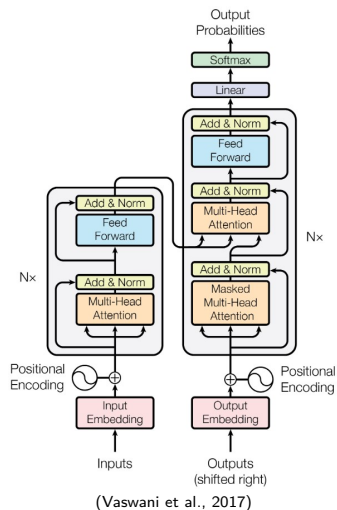 Output
Probabilities
Softmax
Linear
Add & Norm
Feed
Forward
Add & Norm
Multi-Head
Attention
Add & Norm
Masked
Multi-Head
Attention
N×
Positional
Encoding
Output
Embedding
Outputs
(shifted right)
Add & Norm
Feed
Forward
Add & Norm
Multi-Head
Attention
N×
Positional
Encoding
Input
Embedding
Inputs
(Vaswani et al., 2017)